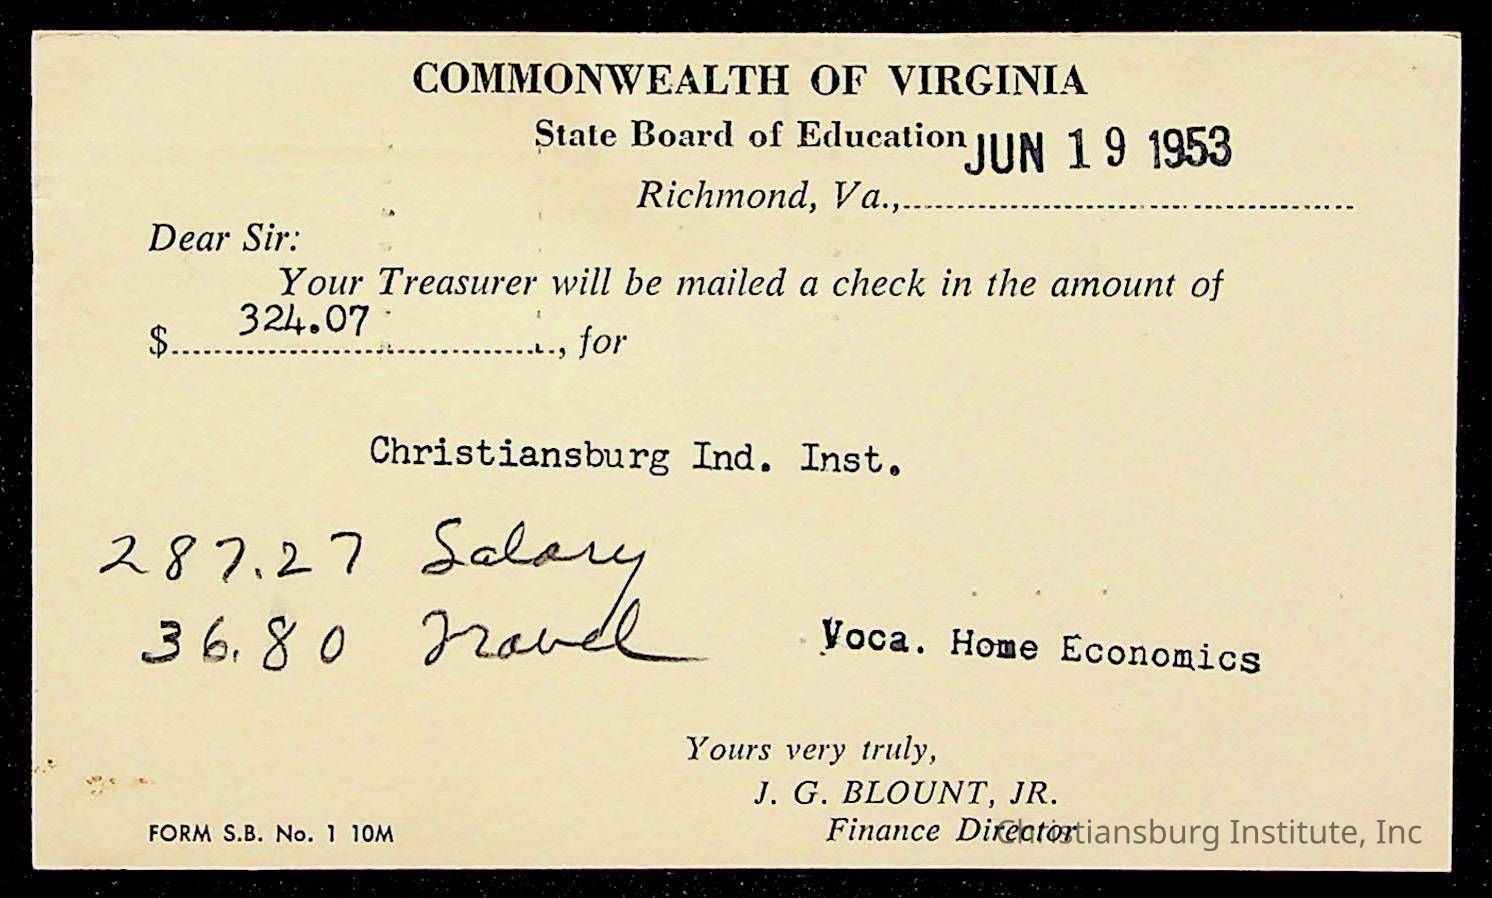 COMMONWEALTH OF VIRGINIA
State Board of Education
JUN 19 1953
Richmond, Va.,
Dear Sir:
Your Treasurer will be mailed a check in the amount of
$ 324.07, for
Christiansburg Ind. Inst.
287.27 Salary
36.80 Travel
Voca. Home Economics
Yours very truly,
J. G. BLOUNT, JR.
Finance Director
FORM S.B. No. 1 10M
Christiansburg Institute, Inc